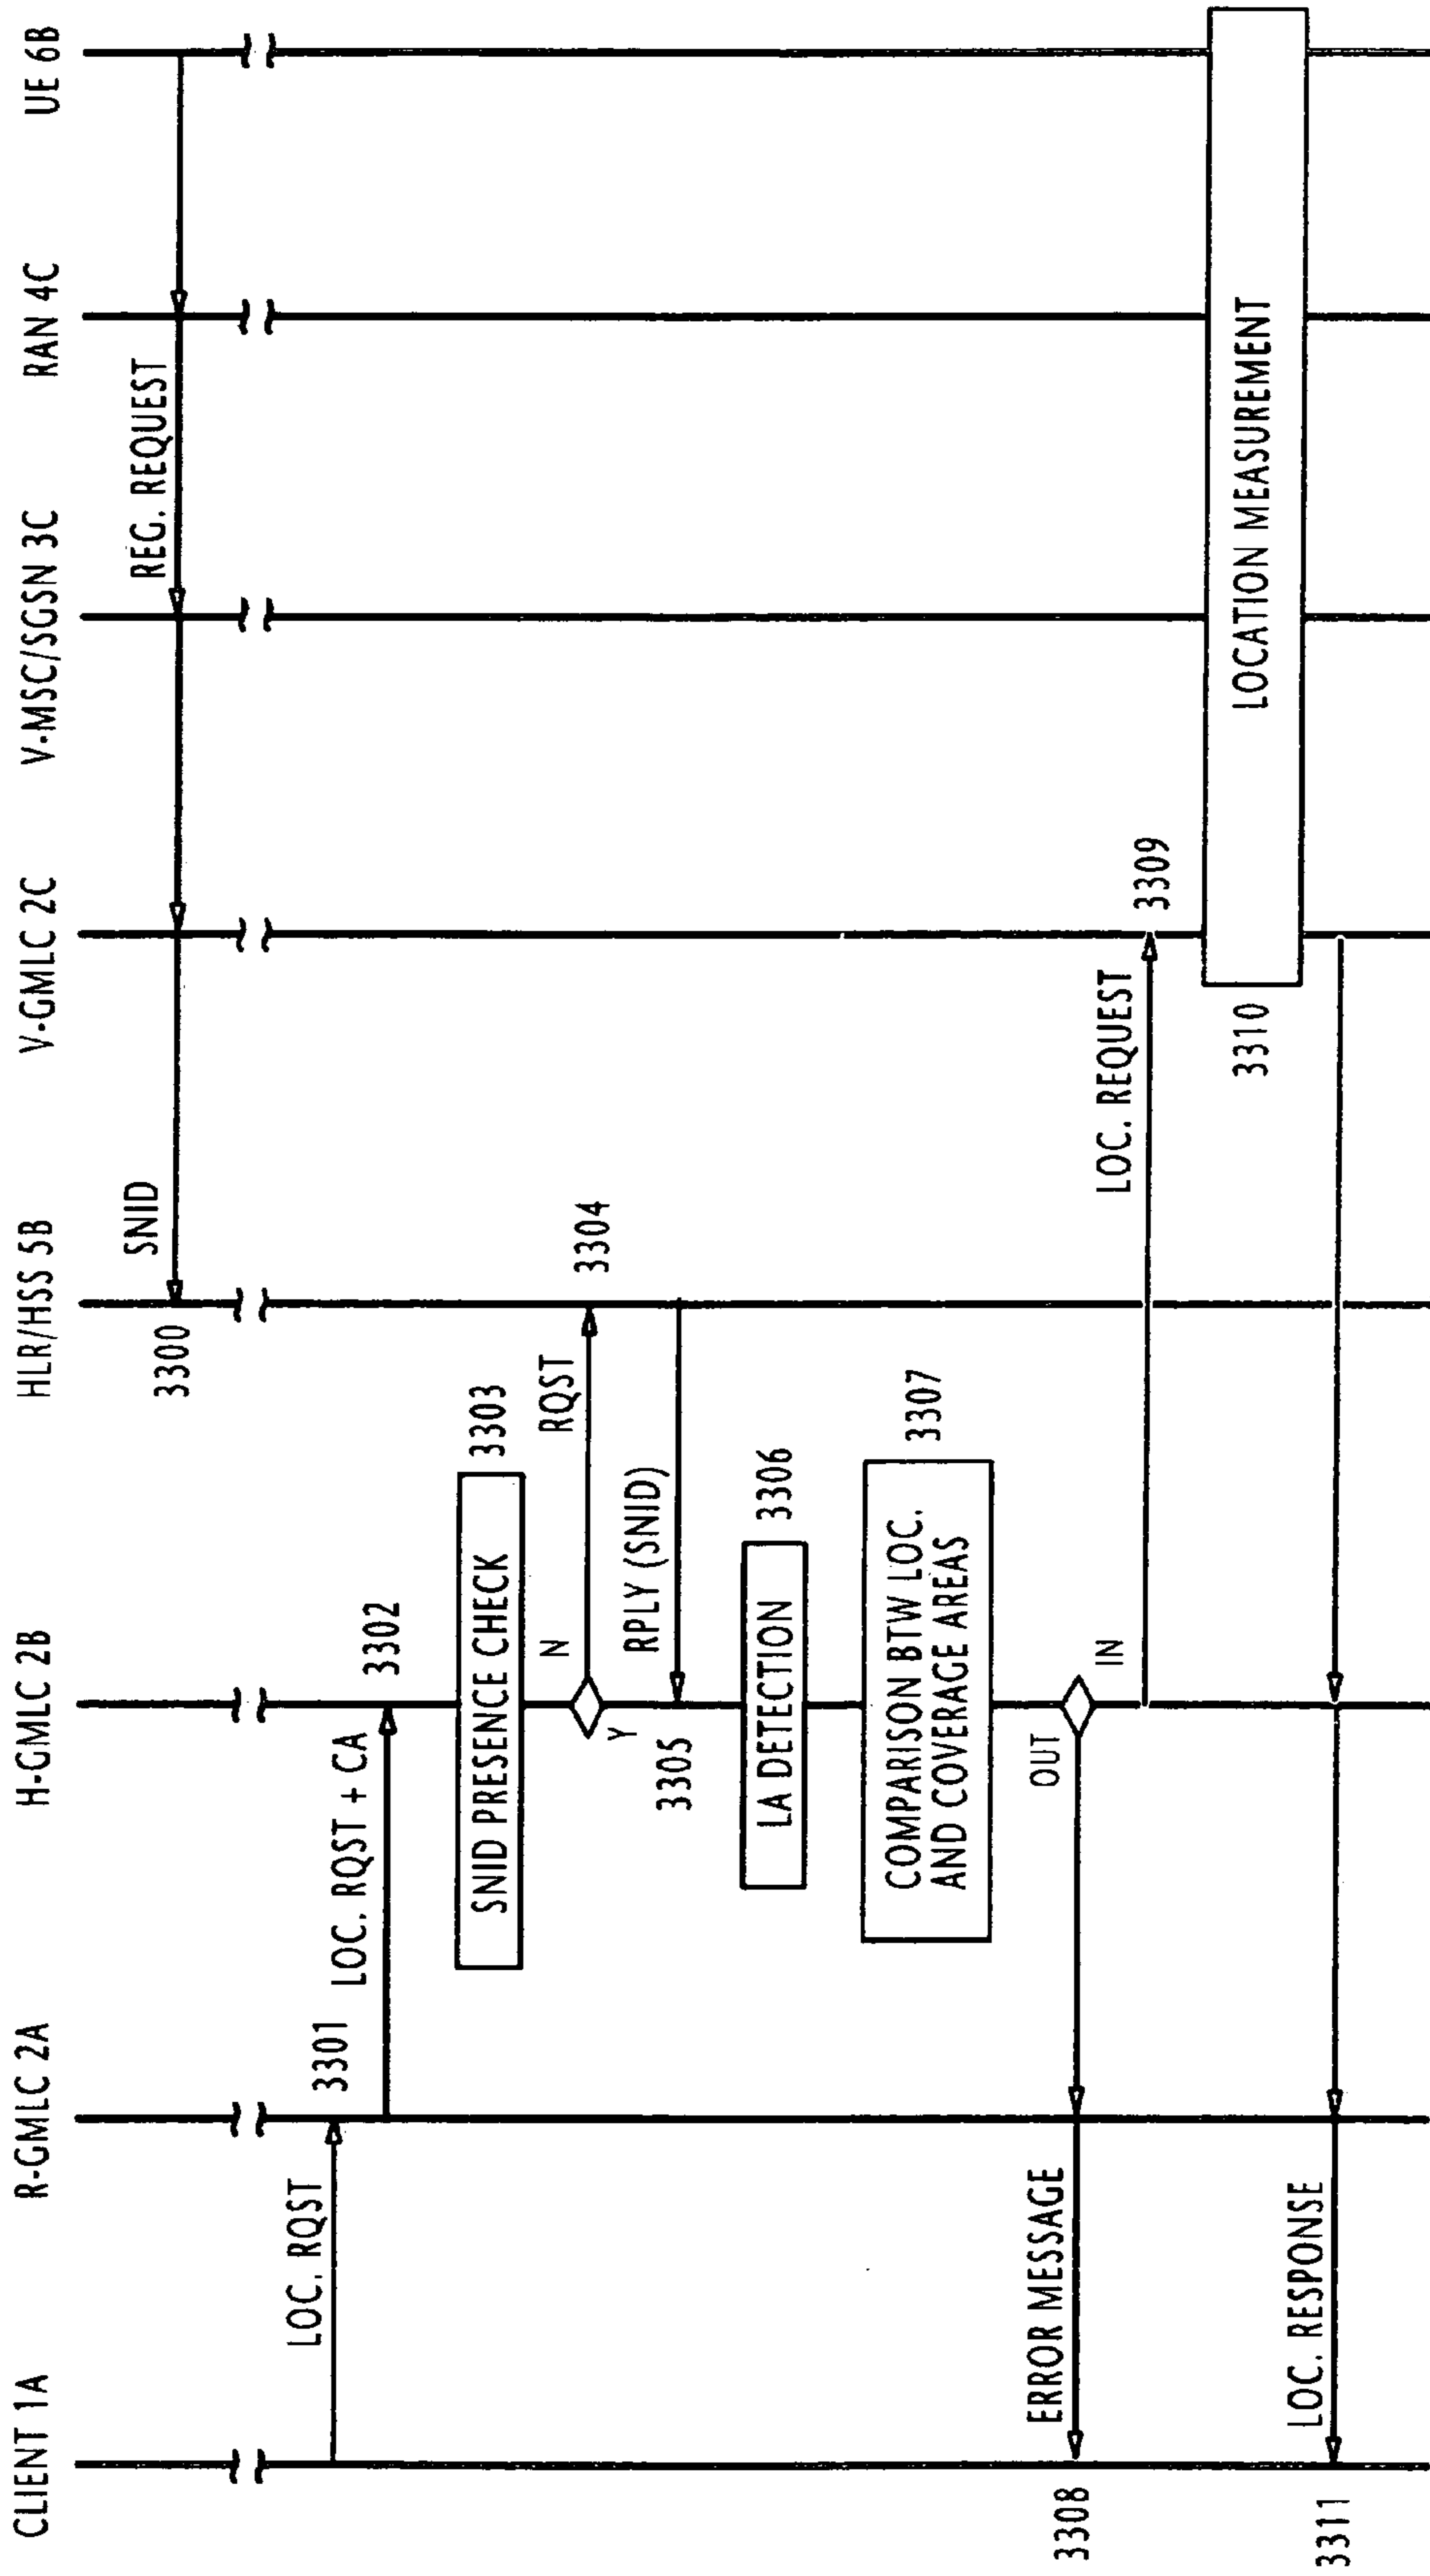 CLIENT 1A
R-GMLC 2A
H-GMLC 2B
HLR/HSS 5B
V-GMLC 2C
V-MSC/SGSN 3C
RAN 4C
UE 6B
REG. REQUEST
SNID
3300
LOC. RQST
3301
LOC. RQST + CA
3302
SNID PRESENCE CHECK
3303
N
RQST
3304
Y
RPLY (SNID)
3305
LA DETECTION
3306
COMPARISON BTW LOC.
AND COVERAGE AREAS
3307
OUT
IN
ERROR MESSAGE
3308
LOC. REQUEST
3309
LOCATION MEASUREMENT
3310
LOC. RESPONSE
3311